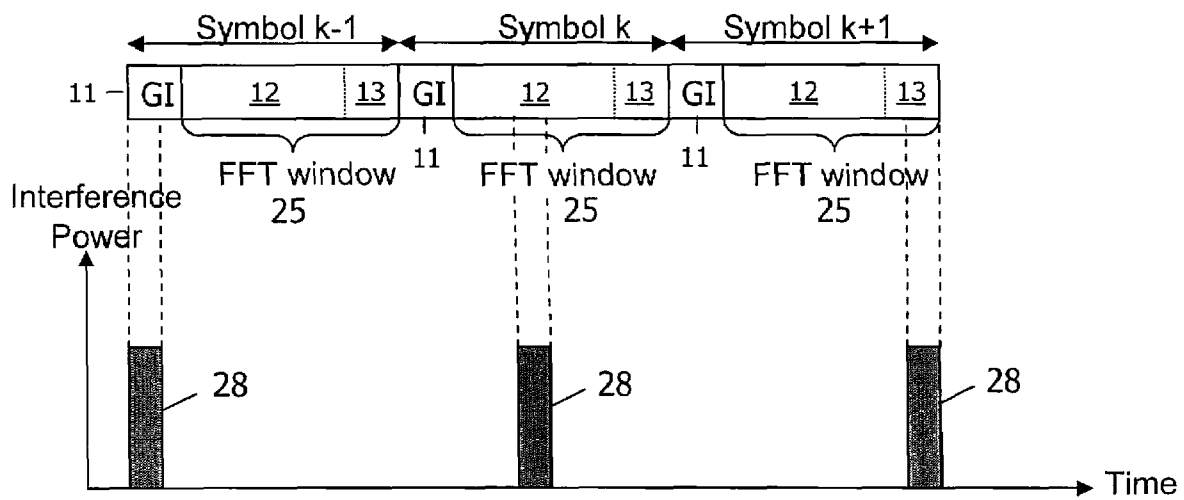 Symbol k-1 Symbol k Symbol k+1
11 GI 12 13 GI 12 13 GI 12 13
11 11
FFT window FFT window FFT window
25 25 25
Interference
Power
28 28 28
Time